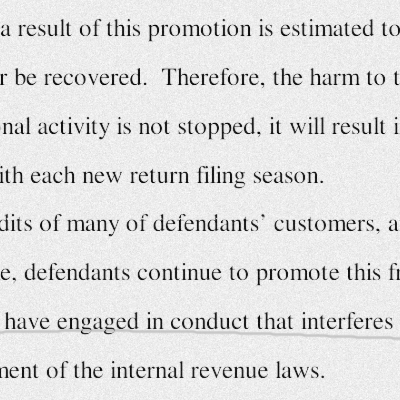 a result of this promotion is estimated to
r be recovered.  Therefore, the harm to t
nal activity is not stopped, it will result i
ith each new return filing season.
dits of many of defendants' customers, a
e, defendants continue to promote this fr
have engaged in conduct that interferes
ment of the internal revenue laws.